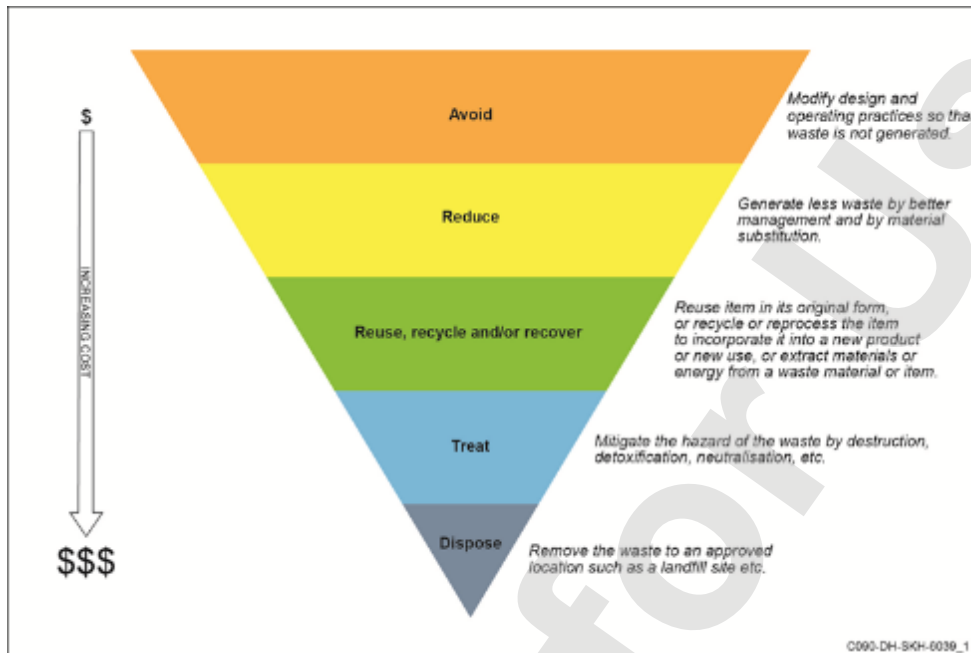 $
INCREASING COST
$$$
Avoid
Modify design and
operating practices so that
waste is not generated.
Reduce
Generate less waste by better
management and by material
substitution.
Reuse, recycle and/or recover
Reuse item in its original form,
or recycle or reprocess the item
to incorporate it into a new product
or new use, or extract materials or
energy from a waste material or item.
Treat
Mitigate the hazard of the waste by destruction,
detoxification, neutralisation, etc.
Dispose
Remove the waste to an approved
location such as a landfill site etc.
for Us
C090-DH-SKH-6039_1